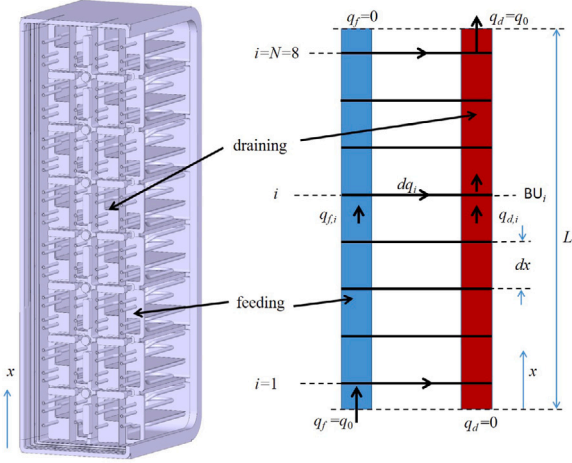 q_f=0
q_d=q_0
i=N=8
draining
i
dq_i
BU_i
q_{f,i}
q_{d,i}
L
dx
feeding
x
x
i=1
q_f=q_0
q_d=0